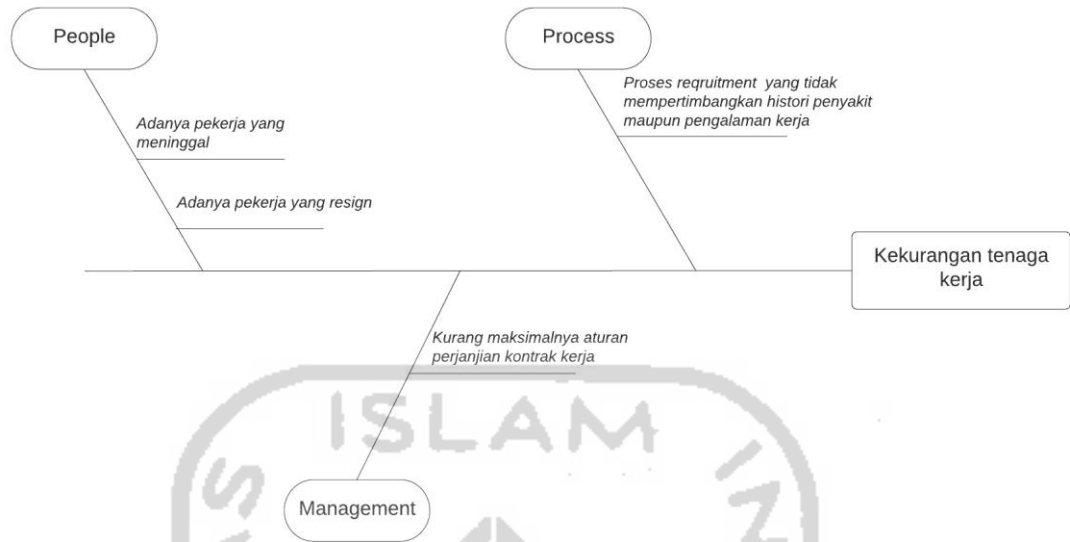 People
Process
Proses reqruitment yang tidak
mempertimbangkan histori penyakit
maupun pengalaman kerja
Adanya pekerja yang
meninggal
Adanya pekerja yang resign
Kekurangan tenaga
kerja
Kurang maksimalnya aturan
perjanjian kontrak kerja
ISLAM
Management